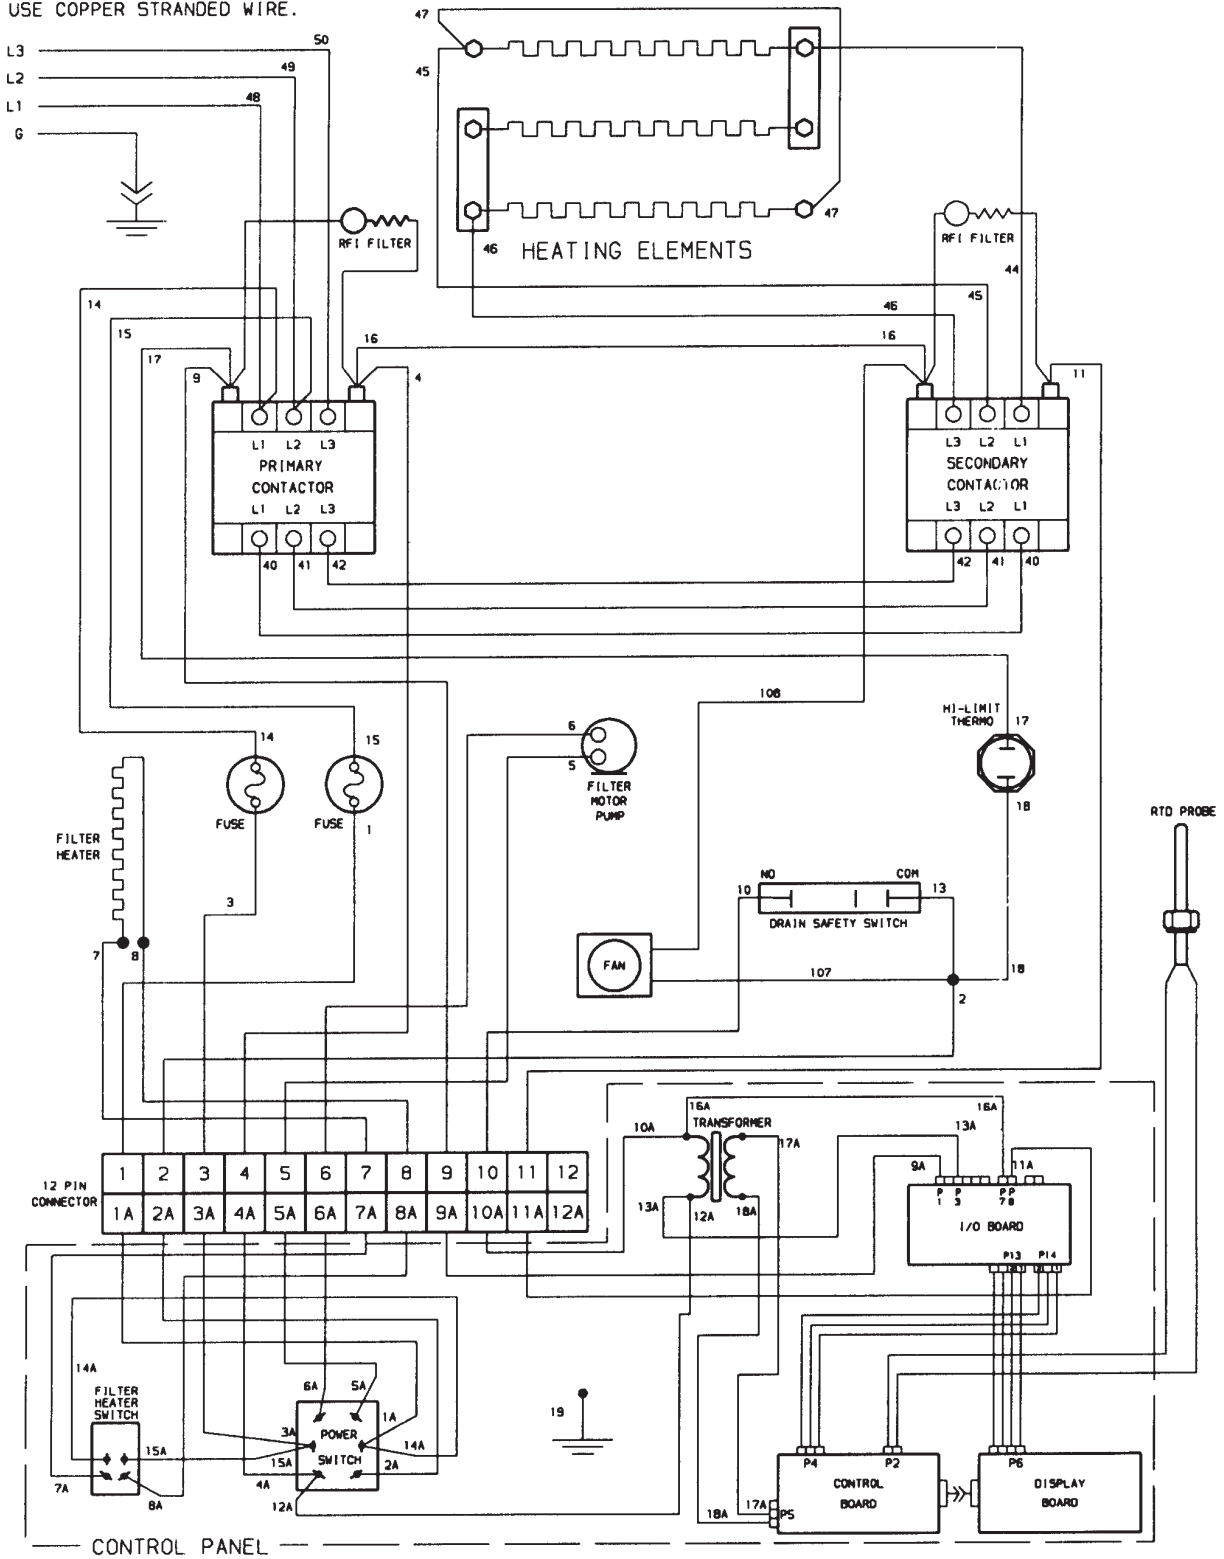 USE COPPER STRANDED WIRE.
L3
50
L2
49
L1
48
G
47
45
47
46
HEATING ELEMENTS
RFI FILTER
RFI FILTER
44
45
46
14
15
17
9
16
4
16
11
L1 L2 L3
PRIMARY
CONTACTOR
L1 L2 L3
40 41 42
L3 L2 L1
SECONDARY
CONTACTOR
L3 L2 L1
42 41 40
108
HI-LIMIT
THERMO
17
18
6
5
FILTER
MOTOR
PUMP
14
15
FUSE
FUSE
1
3
FILTER
HEATER
7
8
RTD PROBE
NO
COM
10
13
DRAIN SAFETY SWITCH
FAN
107
18
2
12 PIN
CONNECTOR
1 2 3 4 5 6 7 8 9 10 11 12
1A 2A 3A 4A 5A 6A 7A 8A 9A 10A 11A 12A
16A
TRANSFORMER
10A
17A
13A
12A
18A
16A
13A
9A
11A
P1 P3 P7 P8
I/O BOARD
P13 P14
14A
FILTER
HEATER
SWITCH
15A
7A
8A
6A
5A
1A
3A
POWER
SWITCH
14A
15A
2A
4A
12A
19
P4
P2
CONTROL
BOARD
17A
18A
P5
P6
DISPLAY
BOARD
CONTROL PANEL